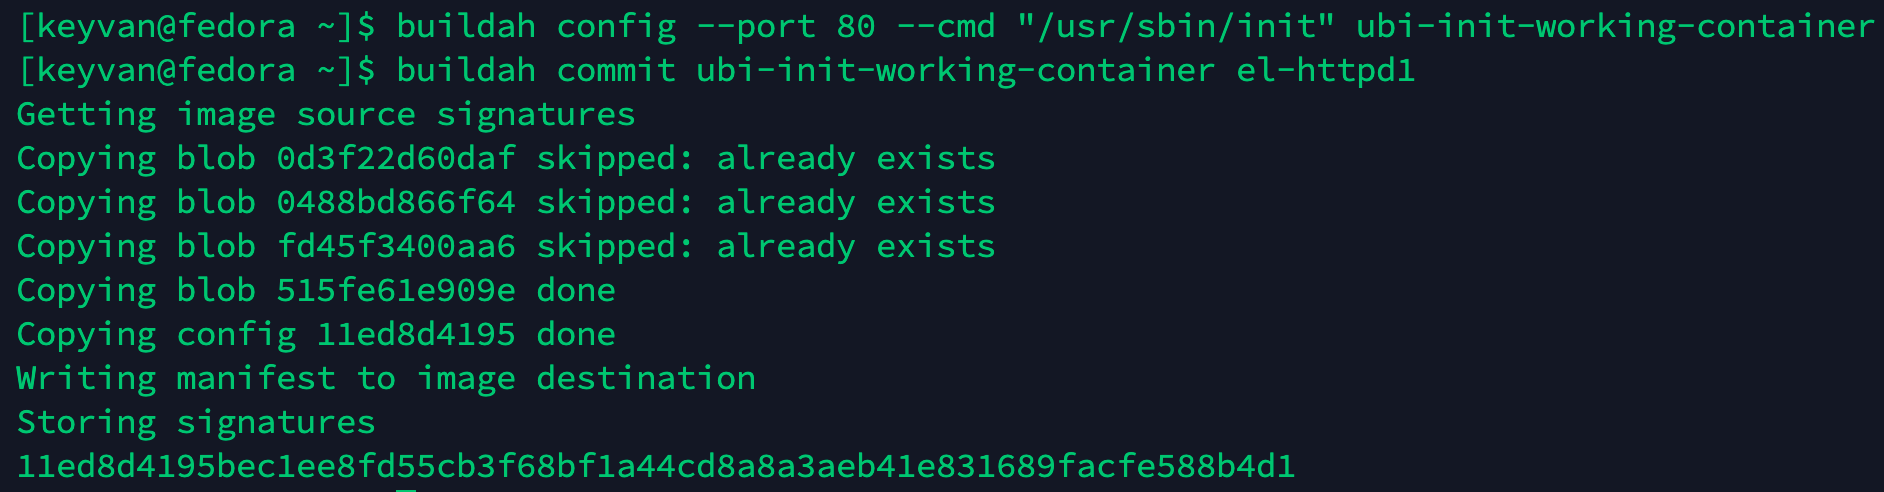 [keyvan@fedora ~]$ buildah config --port 80 --cmd "/usr/sbin/init" ubi-init-working-container
[keyvan@fedora ~]$ buildah commit ubi-init-working-container el-httpd1
Getting image source signatures
Copying blob 0d3f22d60daf skipped: already exists
Copying blob 0488bd866f64 skipped: already exists
Copying blob fd45f3400aa6 skipped: already exists
Copying blob 515fe61e909e done
Copying config 11ed8d4195 done
Writing manifest to image destination
Storing signatures
11ed8d4195bec1ee8fd55cb3f68bf1a44cd8a8a3aeb41e831689facfe588b4d1